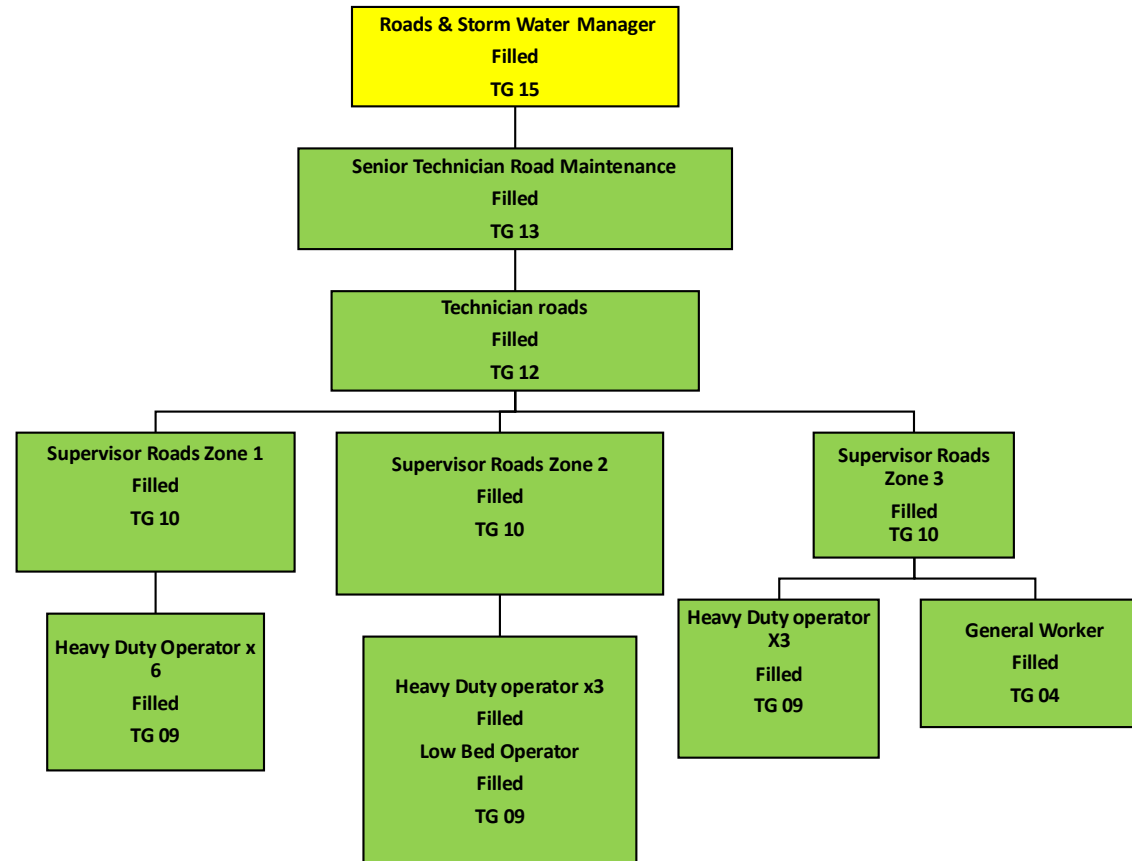 Roads & Storm Water Manager
Filled
TG 15
Senior Technician Road Maintenance
Filled
TG 13
Technician roads
Filled
TG 12
Supervisor Roads Zone 1
Filled
TG 10
Supervisor Roads Zone 2
Filled
TG 10
Supervisor Roads
Zone 3
Filled
TG 10
Heavy Duty Operator x
6
Filled
TG 09
Heavy Duty operator x3
Filled
Low Bed Operator
Filled
TG 09
Heavy Duty operator
X3
Filled
TG 09
General Worker
Filled
TG 04